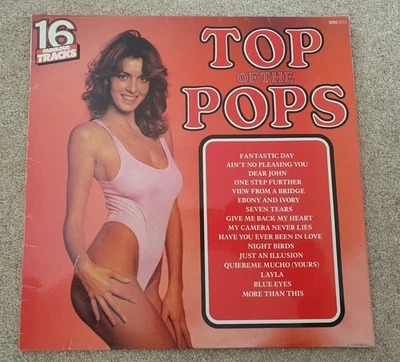 16
FABULOUS
TRACKS
TOP
OF THE
POPS
FANTASTIC DAY
AIN'T NO PLEASING YOU
DEAR JOHN
ONE STEP FURTHER
VIEW FROM A BRIDGE
EBONY AND IVORY
SEVEN TEARS
GIVE ME BACK MY HEART
MY CAMERA NEVER LIES
HAVE YOU EVER BEEN IN LOVE
NIGHT BIRDS
JUST AN ILLUSION
QUIEREME MUCHO (YOURS)
LAYLA
BLUE EYES
MORE THAN THIS